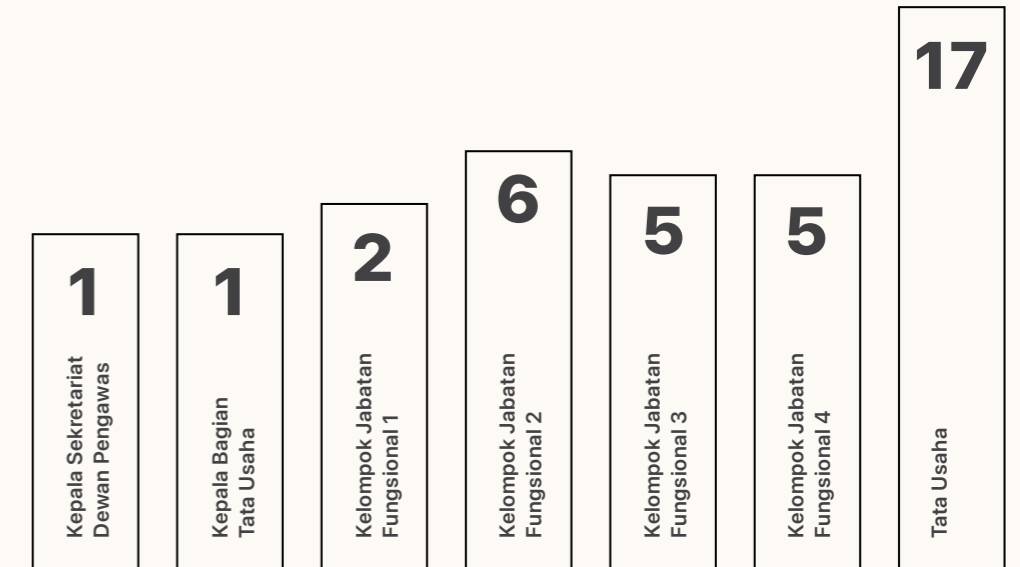 1
Kepala Sekretariat
Dewan Pengawas
1
Kepala Bagian
Tata Usaha
2
Kelompok Jabatan
Fungsional 1
6
Kelompok Jabatan
Fungsional 2
5
Kelompok Jabatan
Fungsional 3
5
Kelompok Jabatan
Fungsional 4
17
Tata Usaha